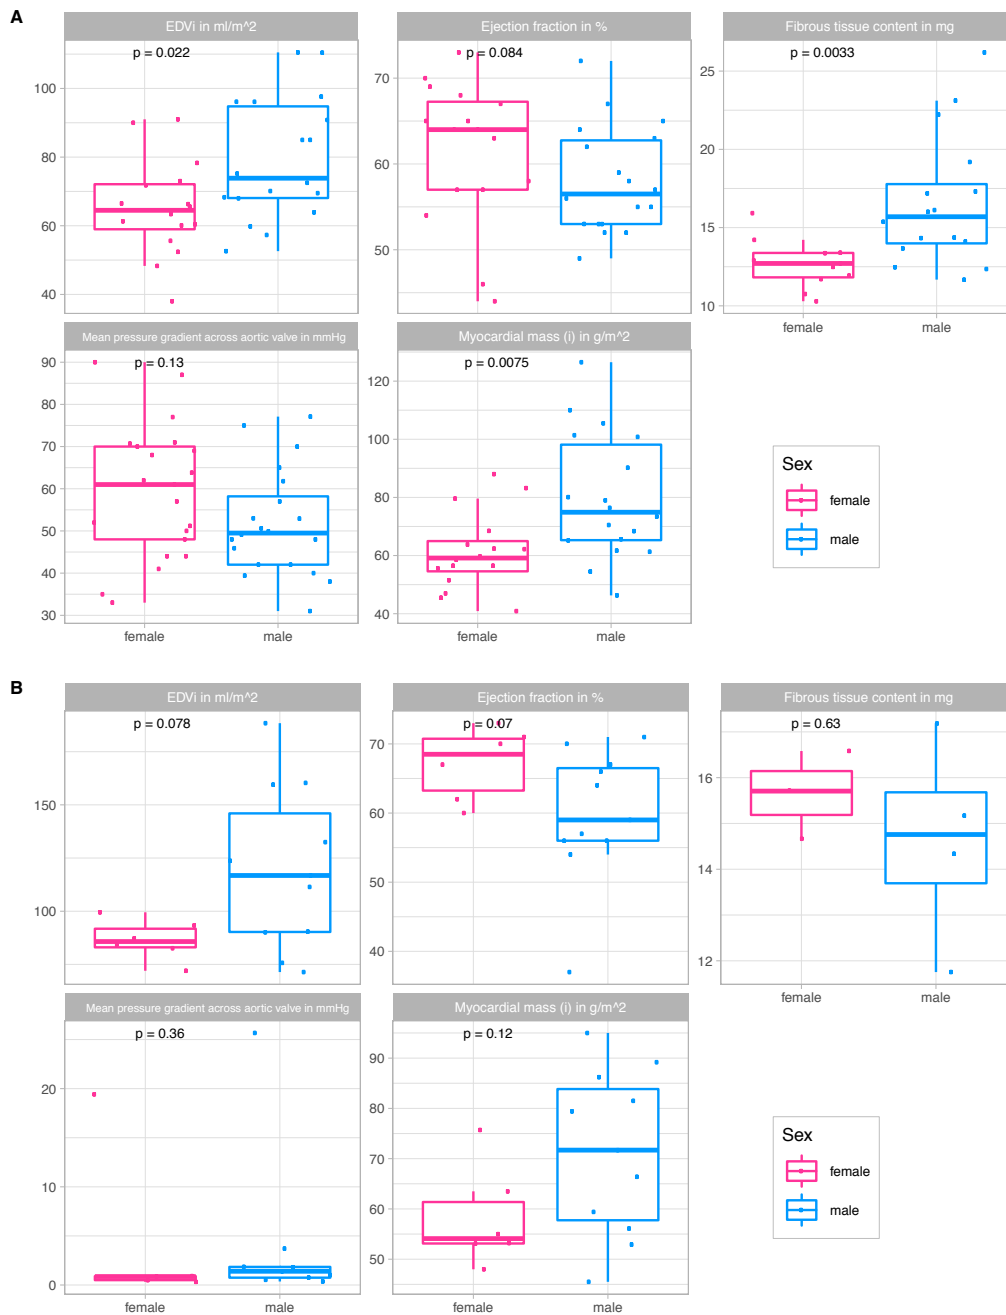 A
EDVi in ml/m^2
Ejection fraction in %
Fibrous tissue content in mg
p = 0.022
p = 0.084
p = 0.0033
100
80
60
40
70
60
50
25
20
15
10
female
male
Mean pressure gradient across aortic valve in mmHg
Myocardial mass (i) in g/m^2
p = 0.13
p = 0.0075
90
80
70
60
50
40
30
120
100
80
60
40
female
male
female
male
Sex
female
male
B
EDVi in ml/m^2
Ejection fraction in %
Fibrous tissue content in mg
p = 0.078
p = 0.07
p = 0.63
150
100
70
60
50
40
16
14
12
female
male
Mean pressure gradient across aortic valve in mmHg
Myocardial mass (i) in g/m^2
p = 0.36
p = 0.12
20
10
0
90
80
70
60
50
female
male
female
male
Sex
female
male